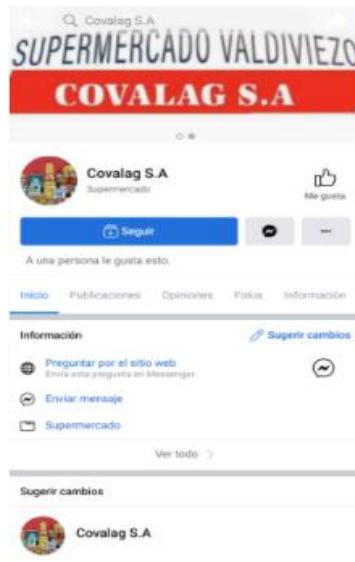 Covalag S.A
SUPERMERCADO VALDIVIEZO
COVALAG S.A
Covalag S.A
Supermercado
Me gusta
Seguir
A una persona le gusta esto.
Inicio Publicaciones Opiniones Fotos Información
Información Sugerir cambios
Preguntar por el sitio web
Envía esta pregunta en Messenger.
Enviar mensaje
Supermercado
Ver todo
Sugerir cambios
Covalag S.A